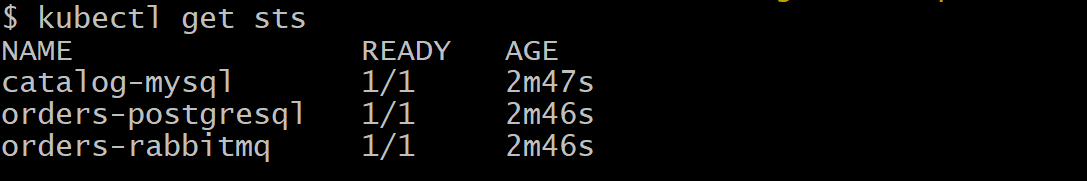 $ kubectl get sts
NAME READY AGE
catalog-mysql 1/1 2m47s
orders-postgresql 1/1 2m46s
orders-rabbitmq 1/1 2m46s